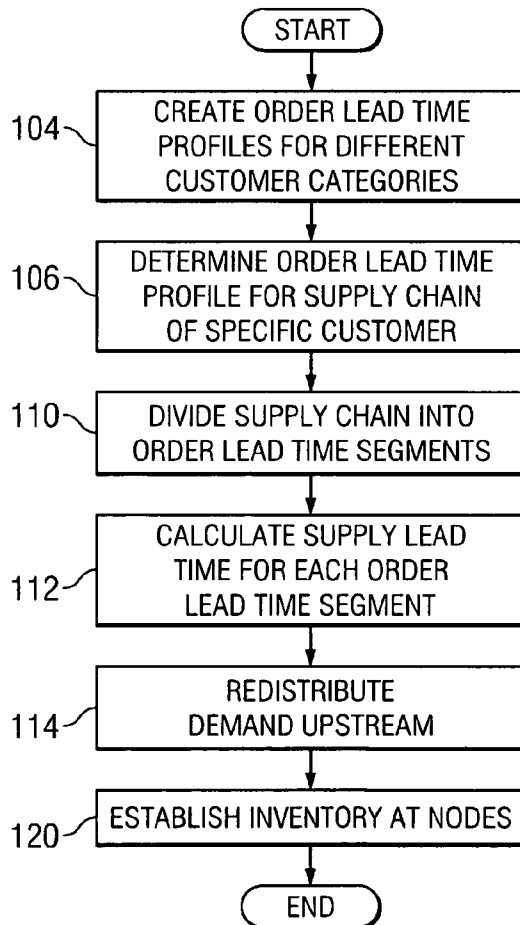 START
104
CREATE ORDER LEAD TIME
PROFILES FOR DIFFERENT
CUSTOMER CATEGORIES
106
DETERMINE ORDER LEAD TIME
PROFILE FOR SUPPLY CHAIN
OF SPECIFIC CUSTOMER
110
DIVIDE SUPPLY CHAIN INTO
ORDER LEAD TIME SEGMENTS
112
CALCULATE SUPPLY LEAD
TIME FOR EACH ORDER
LEAD TIME SEGMENT
114
REDISTRIBUTE
DEMAND UPSTREAM
120
ESTABLISH INVENTORY AT NODES
END